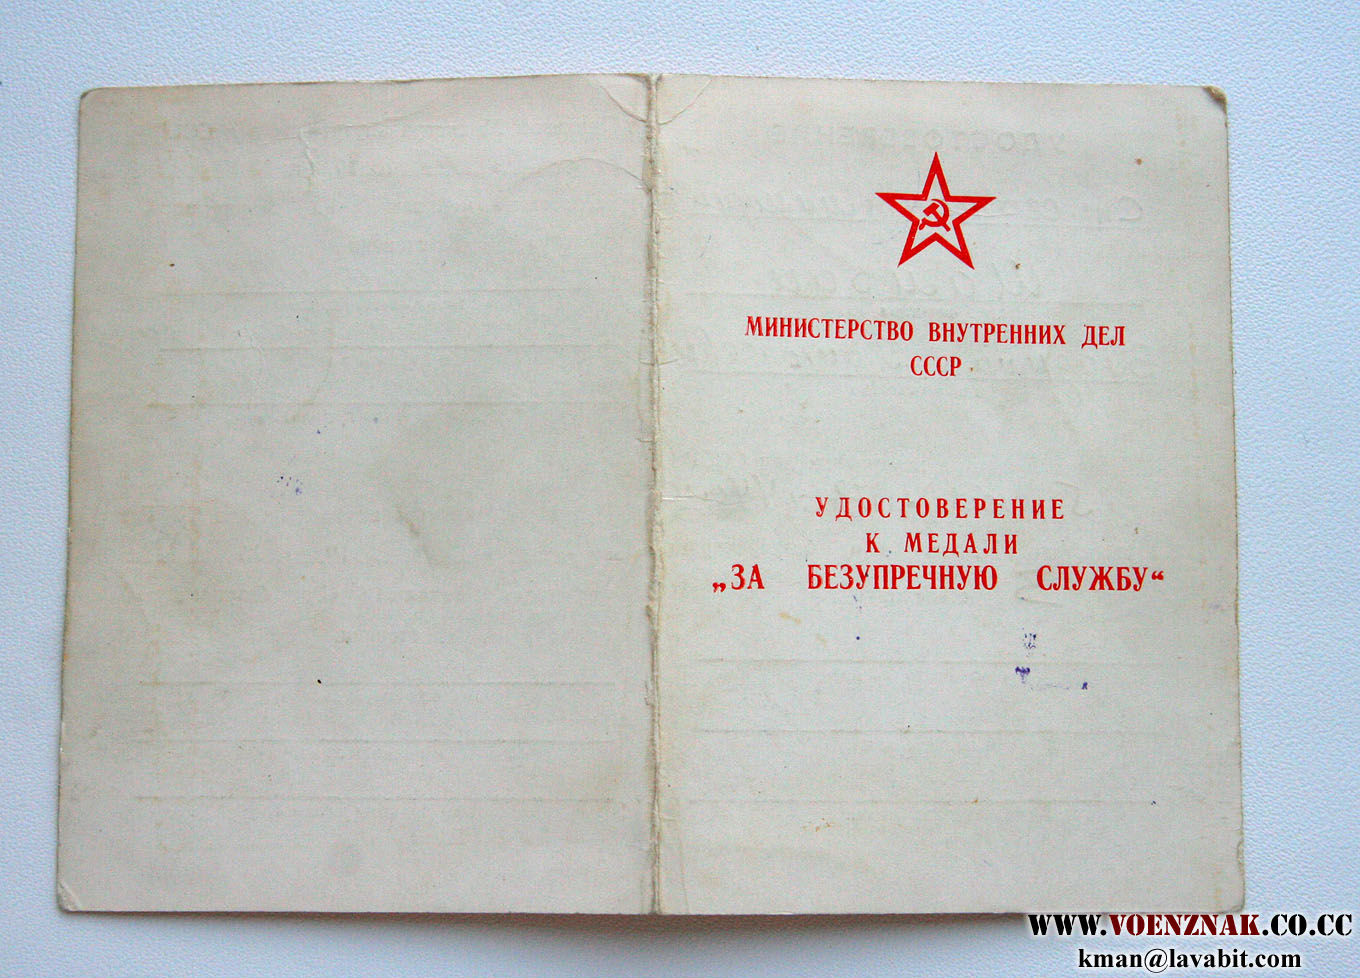 МИНИСТЕРСТВО ВНУТРЕННИХ ДЕЛ
СССР
УДОСТОВЕРЕНИЕ
К МЕДАЛИ
„ЗА БЕЗУПРЕЧНУЮ СЛУЖБУ“
WWW.VOENZNAK.CO.CC
kman@lavabit.com